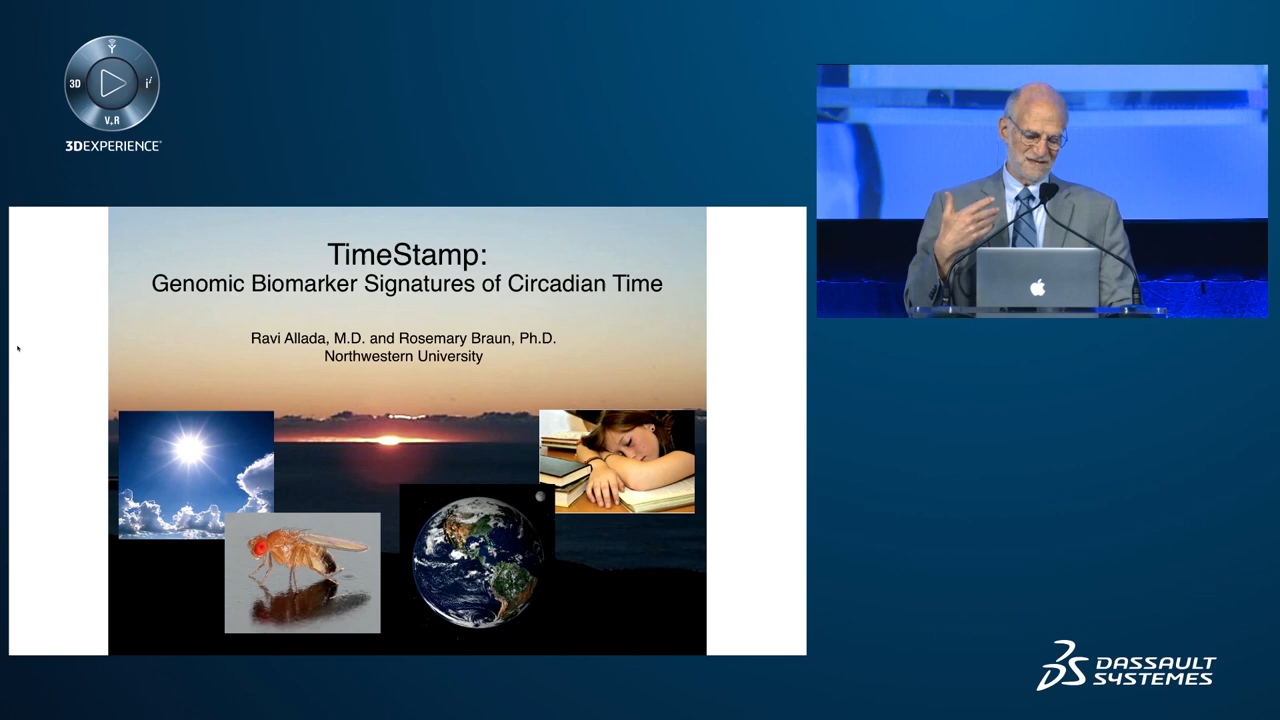 3D
i
V,R
3DEXPERIENCE
TimeStamp:
Genomic Biomarker Signatures of Circadian Time
Ravi Allada, M.D. and Rosemary Braun, Ph.D.
Northwestern University
DASSAULT
SYSTEMES